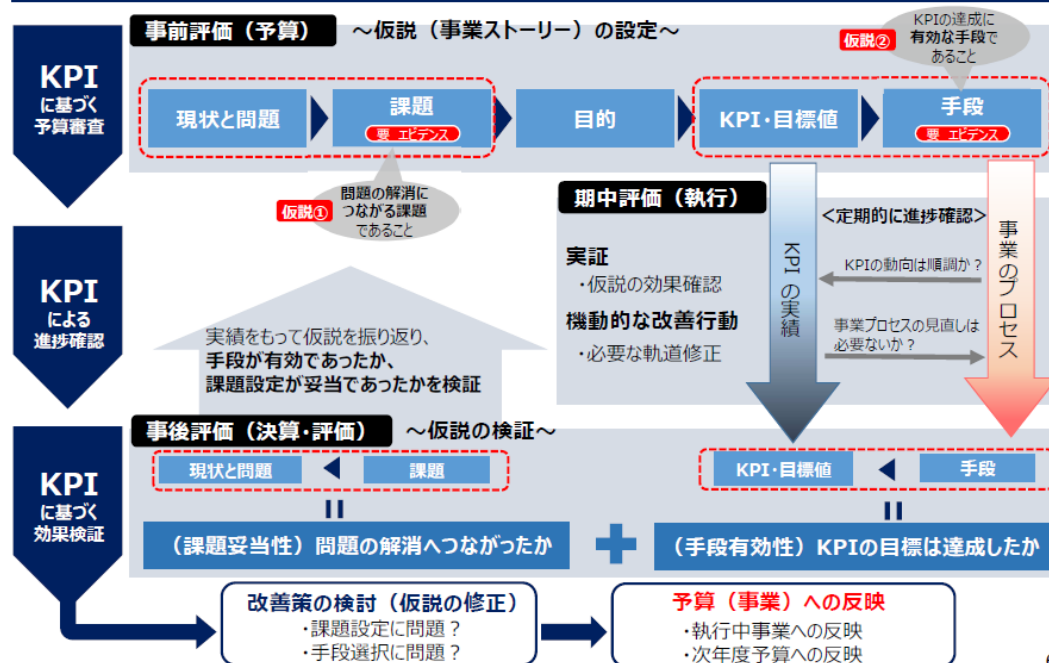 事前評価（予算）　～仮説（事業ストーリー）の設定～
KPIの達成に
有効な手段で
あること
仮説②
KPI
に基づく
予算審査
現状と問題
課題
要 エビデンス
目的
KPI・目標値
手段
要 エビデンス
仮説①
問題の解消に
つながる課題
であること
KPI
による
進捗確認
期中評価（執行）
＜定期的に進捗確認＞
実証
・仮説の効果確認
機動的な改善行動
・必要な軌道修正
KPIの実績
KPIの動向は順調か？
事業プロセスの見直しは
必要ないか？
事業のプロセス
実績をもって仮説を振り返り、
手段が有効であったか、
課題設定が妥当であったかを検証
KPI
に基づく
効果検証
事後評価（決算・評価）　～仮説の検証～
現状と問題
課題
KPI・目標値
手段
（課題妥当性）問題の解消へつながったか
（手段有効性）KPIの目標は達成したか
改善策の検討（仮説の修正）
・課題設定に問題？
・手段選択に問題？
予算（事業）への反映
・執行中事業への反映
・次年度予算への反映